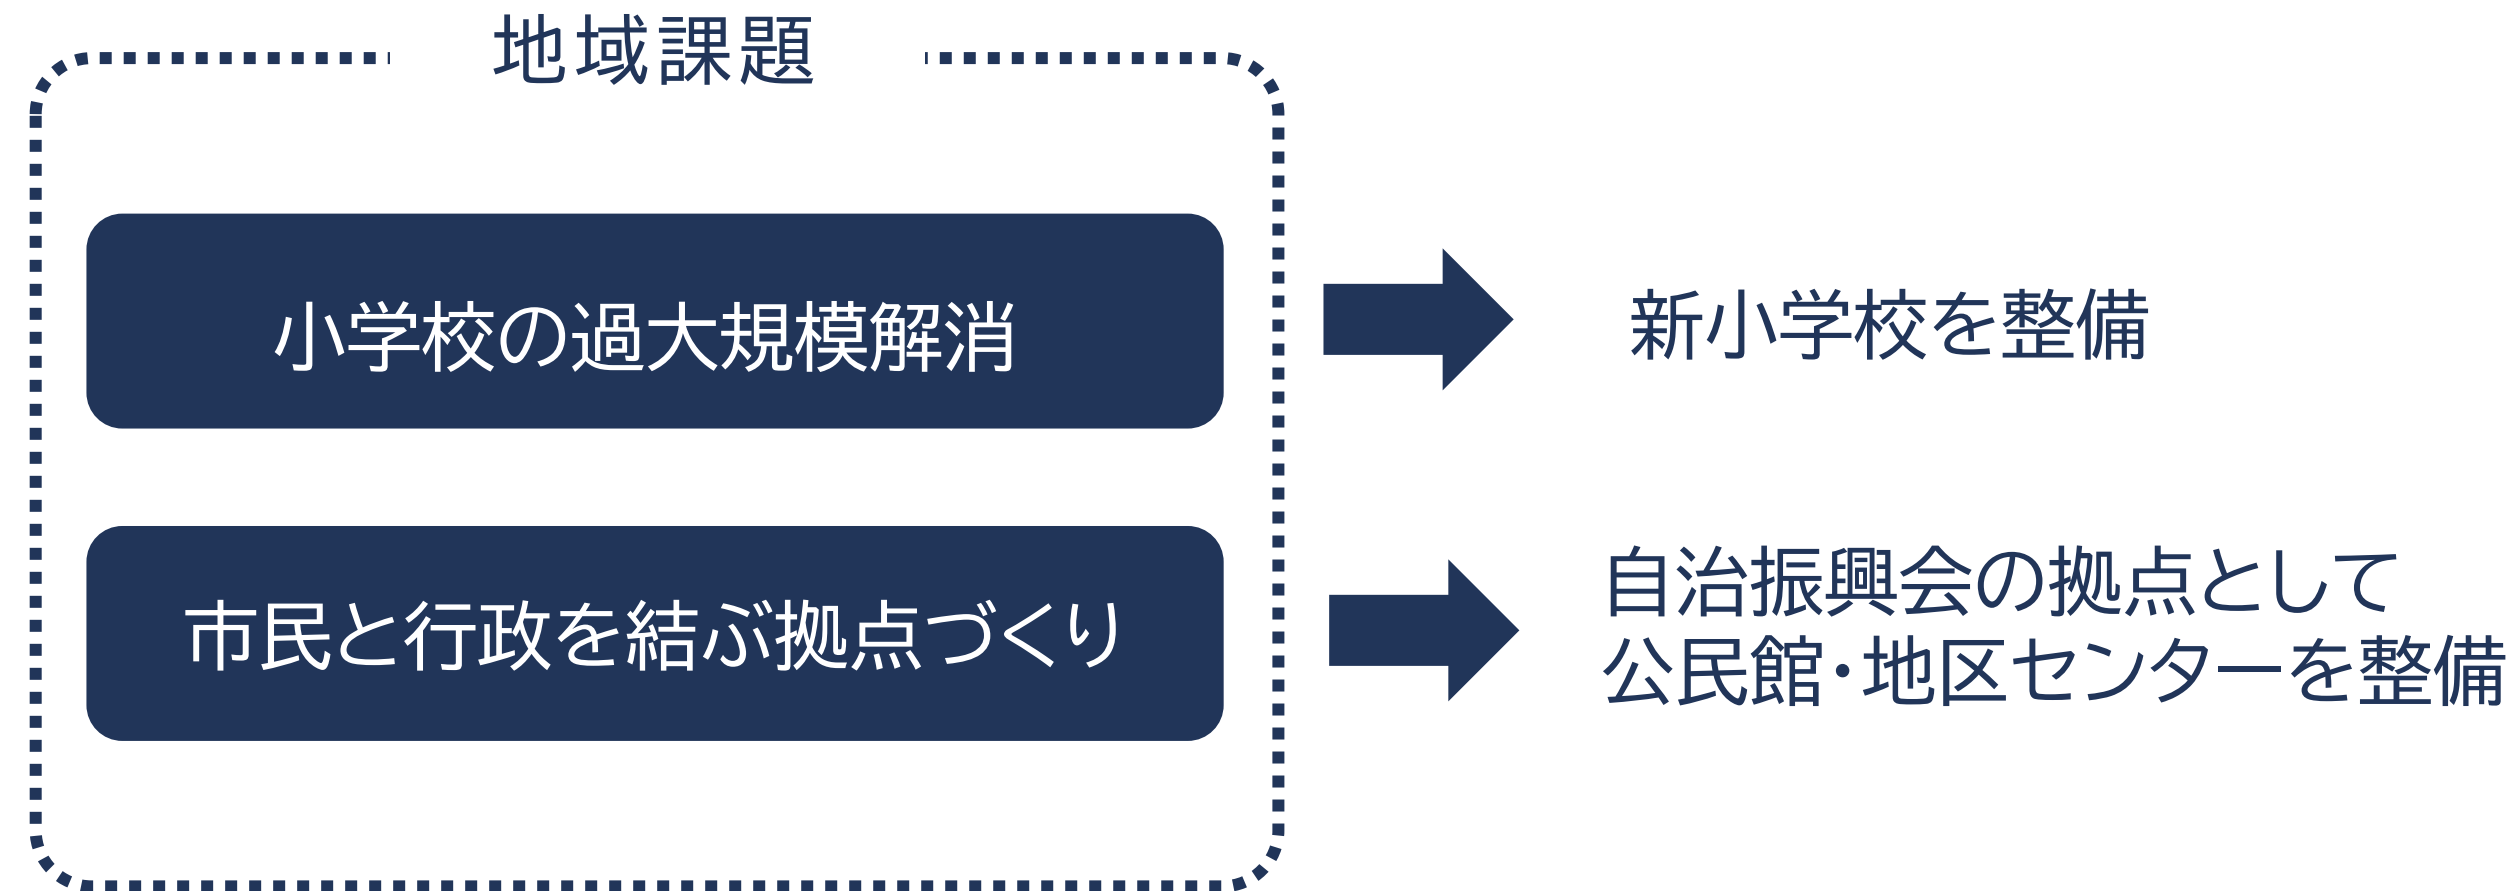 地域課題
小学校の過大規模解消
新小学校を整備
市民と行政を結ぶ拠点づくり
自治振興会の拠点として
公民館・地区センターを整備